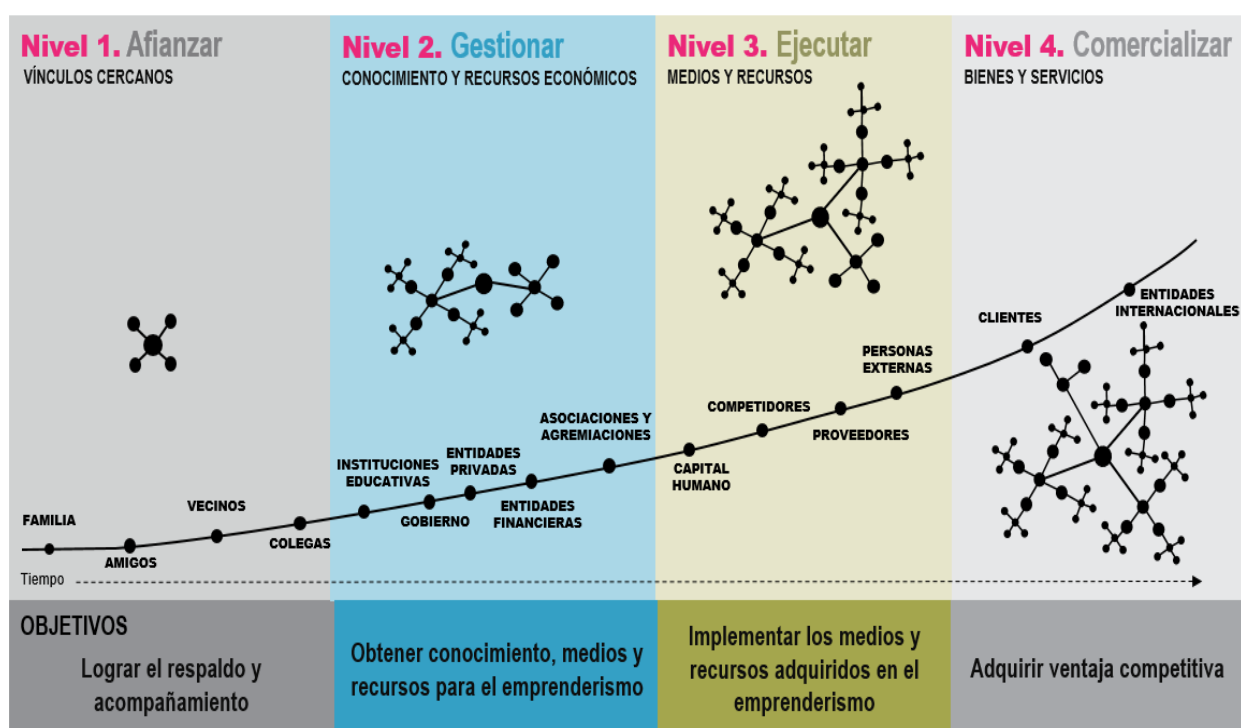 Nivel 1. Afianzar
VÍNCULOS CERCANOS
Nivel 2. Gestionar
CONOCIMIENTO Y RECURSOS ECONÓMICOS
Nivel 3. Ejecutar
MEDIOS Y RECURSOS
Nivel 4. Comercializar
BIENES Y SERVICIOS
FAMILIA
AMIGOS
VECINOS
COLEGAS
INSTITUCIONES
EDUCATIVAS
GOBIERNO
ENTIDADES
PRIVADAS
ENTIDADES
FINANCIERAS
ASOCIACIONES Y
AGREMIACIONES
CAPITAL
HUMANO
COMPETIDORES
PROVEEDORES
PERSONAS
EXTERNAS
CLIENTES
ENTIDADES
INTERNACIONALES
Tiempo
OBJETIVOS
Lograr el respaldo y
acompañamiento
Obtener conocimiento, medios y
recursos para el emprenderismo
Implementar los medios y
recursos adquiridos en el
emprenderismo
Adquirir ventaja competitiva